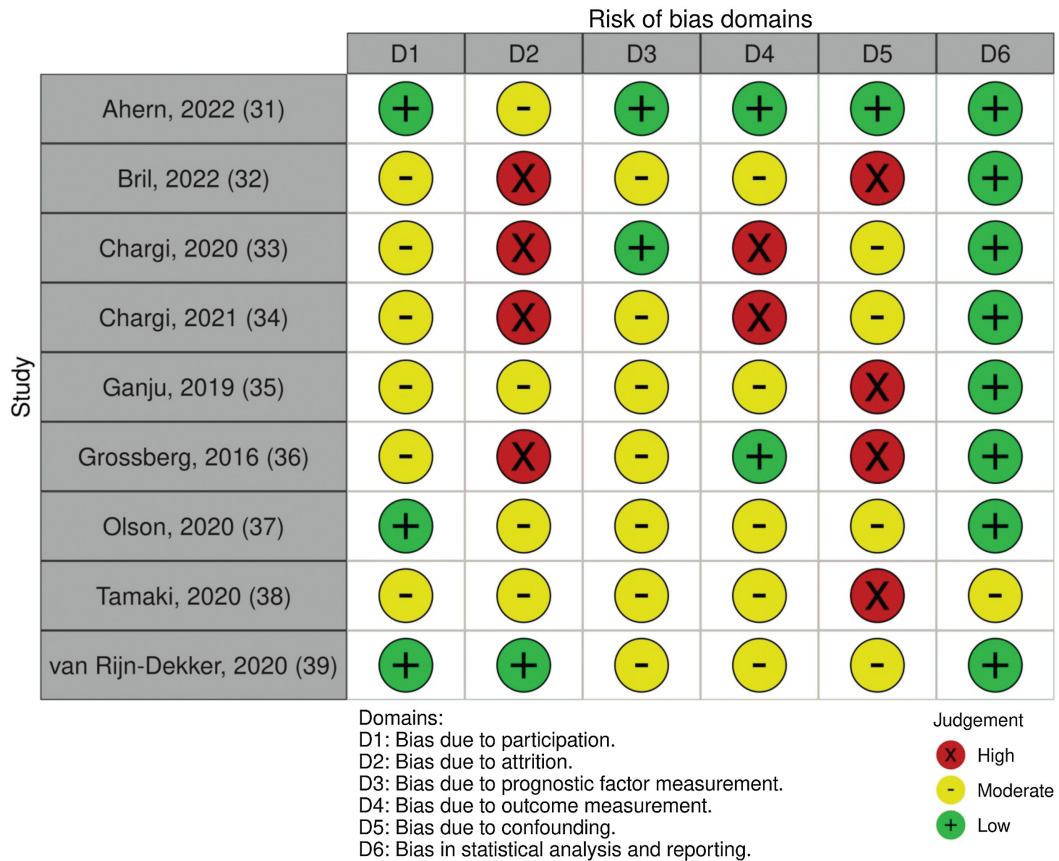 Risk of bias domains
D1 D2 D3 D4 D5 D6
Study
Ahern, 2022 (31) + - + + + +
Bril, 2022 (32) - X - - X +
Chargi, 2020 (33) - X + X - +
Chargi, 2021 (34) - X - X - +
Ganju, 2019 (35) - - - - X +
Grossberg, 2016 (36) - X - + X +
Olson, 2020 (37) + - - - - +
Tamaki, 2020 (38) - - - - X -
van Rijn-Dekker, 2020 (39) + + - - - +
Domains:
D1: Bias due to participation.
D2: Bias due to attrition.
D3: Bias due to prognostic factor measurement.
D4: Bias due to outcome measurement.
D5: Bias due to confounding.
D6: Bias in statistical analysis and reporting.
Judgement
X High
- Moderate
+ Low